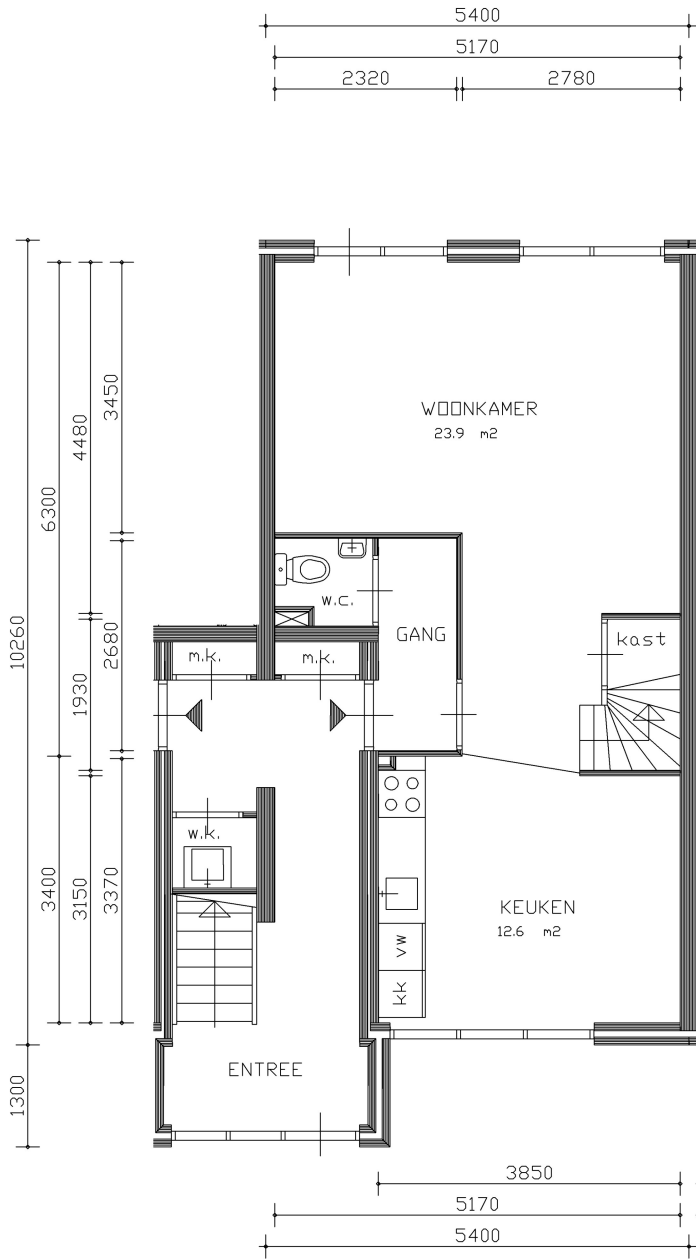 5400
5170
2320 2780
3450
4480
6300
WOONKAMER
23.9 m2
10260
2680
1930
w.c.
GANG
kast
m.k. m.k.
w.k.
3400
3150
3370
KEUKEN
12.6 m2
VW
KK
ENTREE
1300
3850
5170
5400